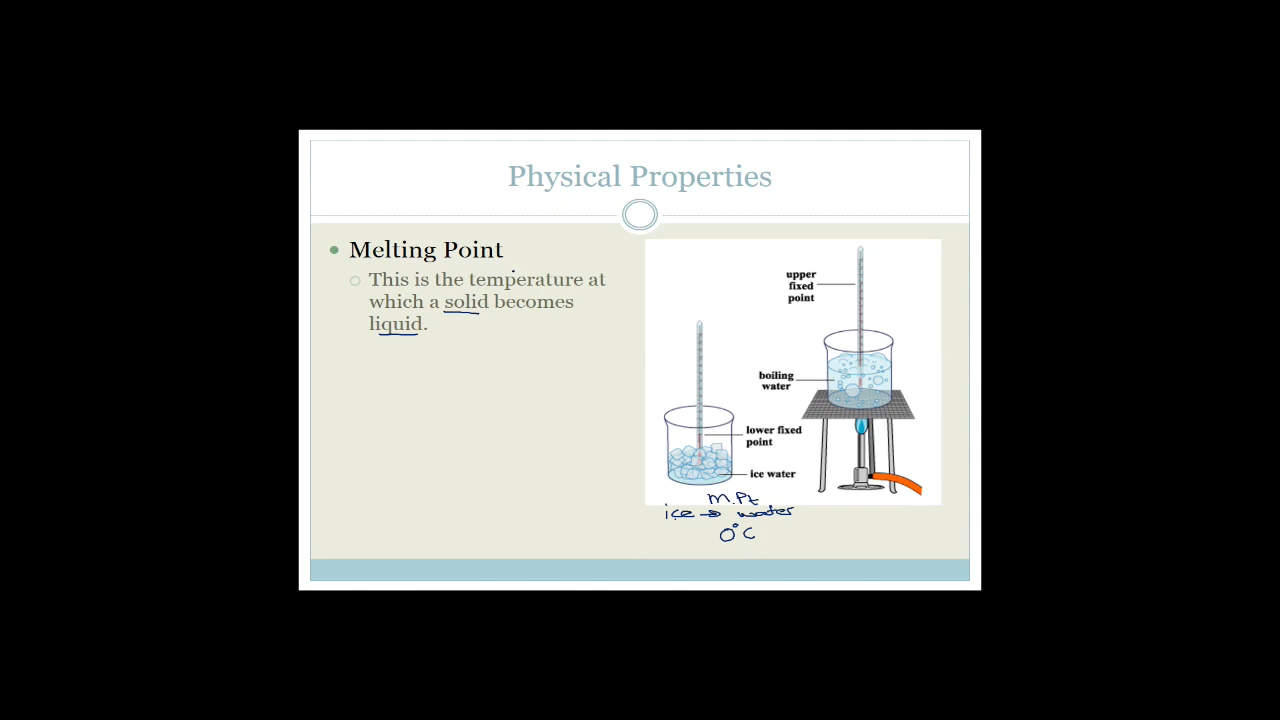 Physical Properties
Melting Point
This is the temperature at
which a solid becomes
liquid.
upper
fixed
point
boiling
water
lower fixed
point
ice water
M.Pt
ice → water
0°C